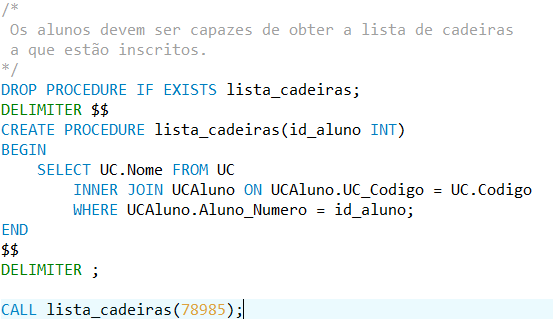 /*
 Os alunos devem ser capazes de obter a lista de cadeiras
 a que estão inscritos.
*/
DROP PROCEDURE IF EXISTS lista_cadeiras;
DELIMITER $$
CREATE PROCEDURE lista_cadeiras(id_aluno INT)
BEGIN
    SELECT UC.Nome FROM UC
        INNER JOIN UCAluno ON UCAluno.UC_Codigo = UC.Codigo
        WHERE UCAluno.Aluno_Numero = id_aluno;
END
$$
DELIMITER ;

CALL lista_cadeiras(78985);